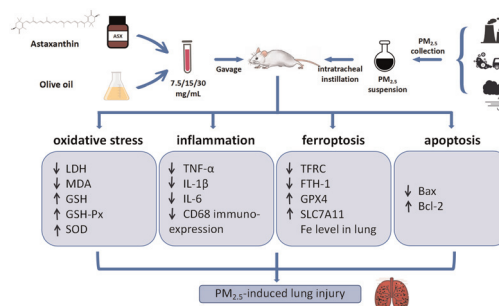 ASX
Astaxanthin
Olive oil
7.5/15/30
mg/mL
Gavage
intracheal
instillation
PM2.5
suspension
PM2.5
collection
oxidative stress
↓ LDH
↓ MDA
↑ GSH
↑ GSH-Px
↑ SOD
inflammation
↓ TNF-α
↓ IL-1β
↓ IL-6
↓ CD68 immuno-
expression
ferroptosis
↓ TFRC
↓ FTH-1
↑ GPX4
↑ SLC7A11
Fe level in lung
apoptosis
↓ Bax
↑ Bcl-2
PM2.5-induced lung injury